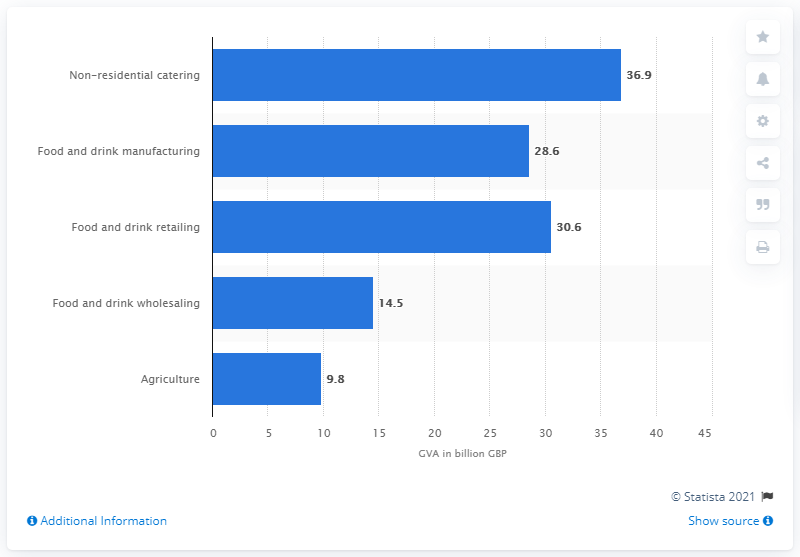 Non-residential catering
36.9
Food and drink manufacturing
28.6
Food and drink retailing
30.6
Food and drink wholesaling
14.5
Agriculture
9.8
0 5 10 15 20 25 30 35 40 45
GVA in billion GBP
© Statista 2021
Additional Information
Show source